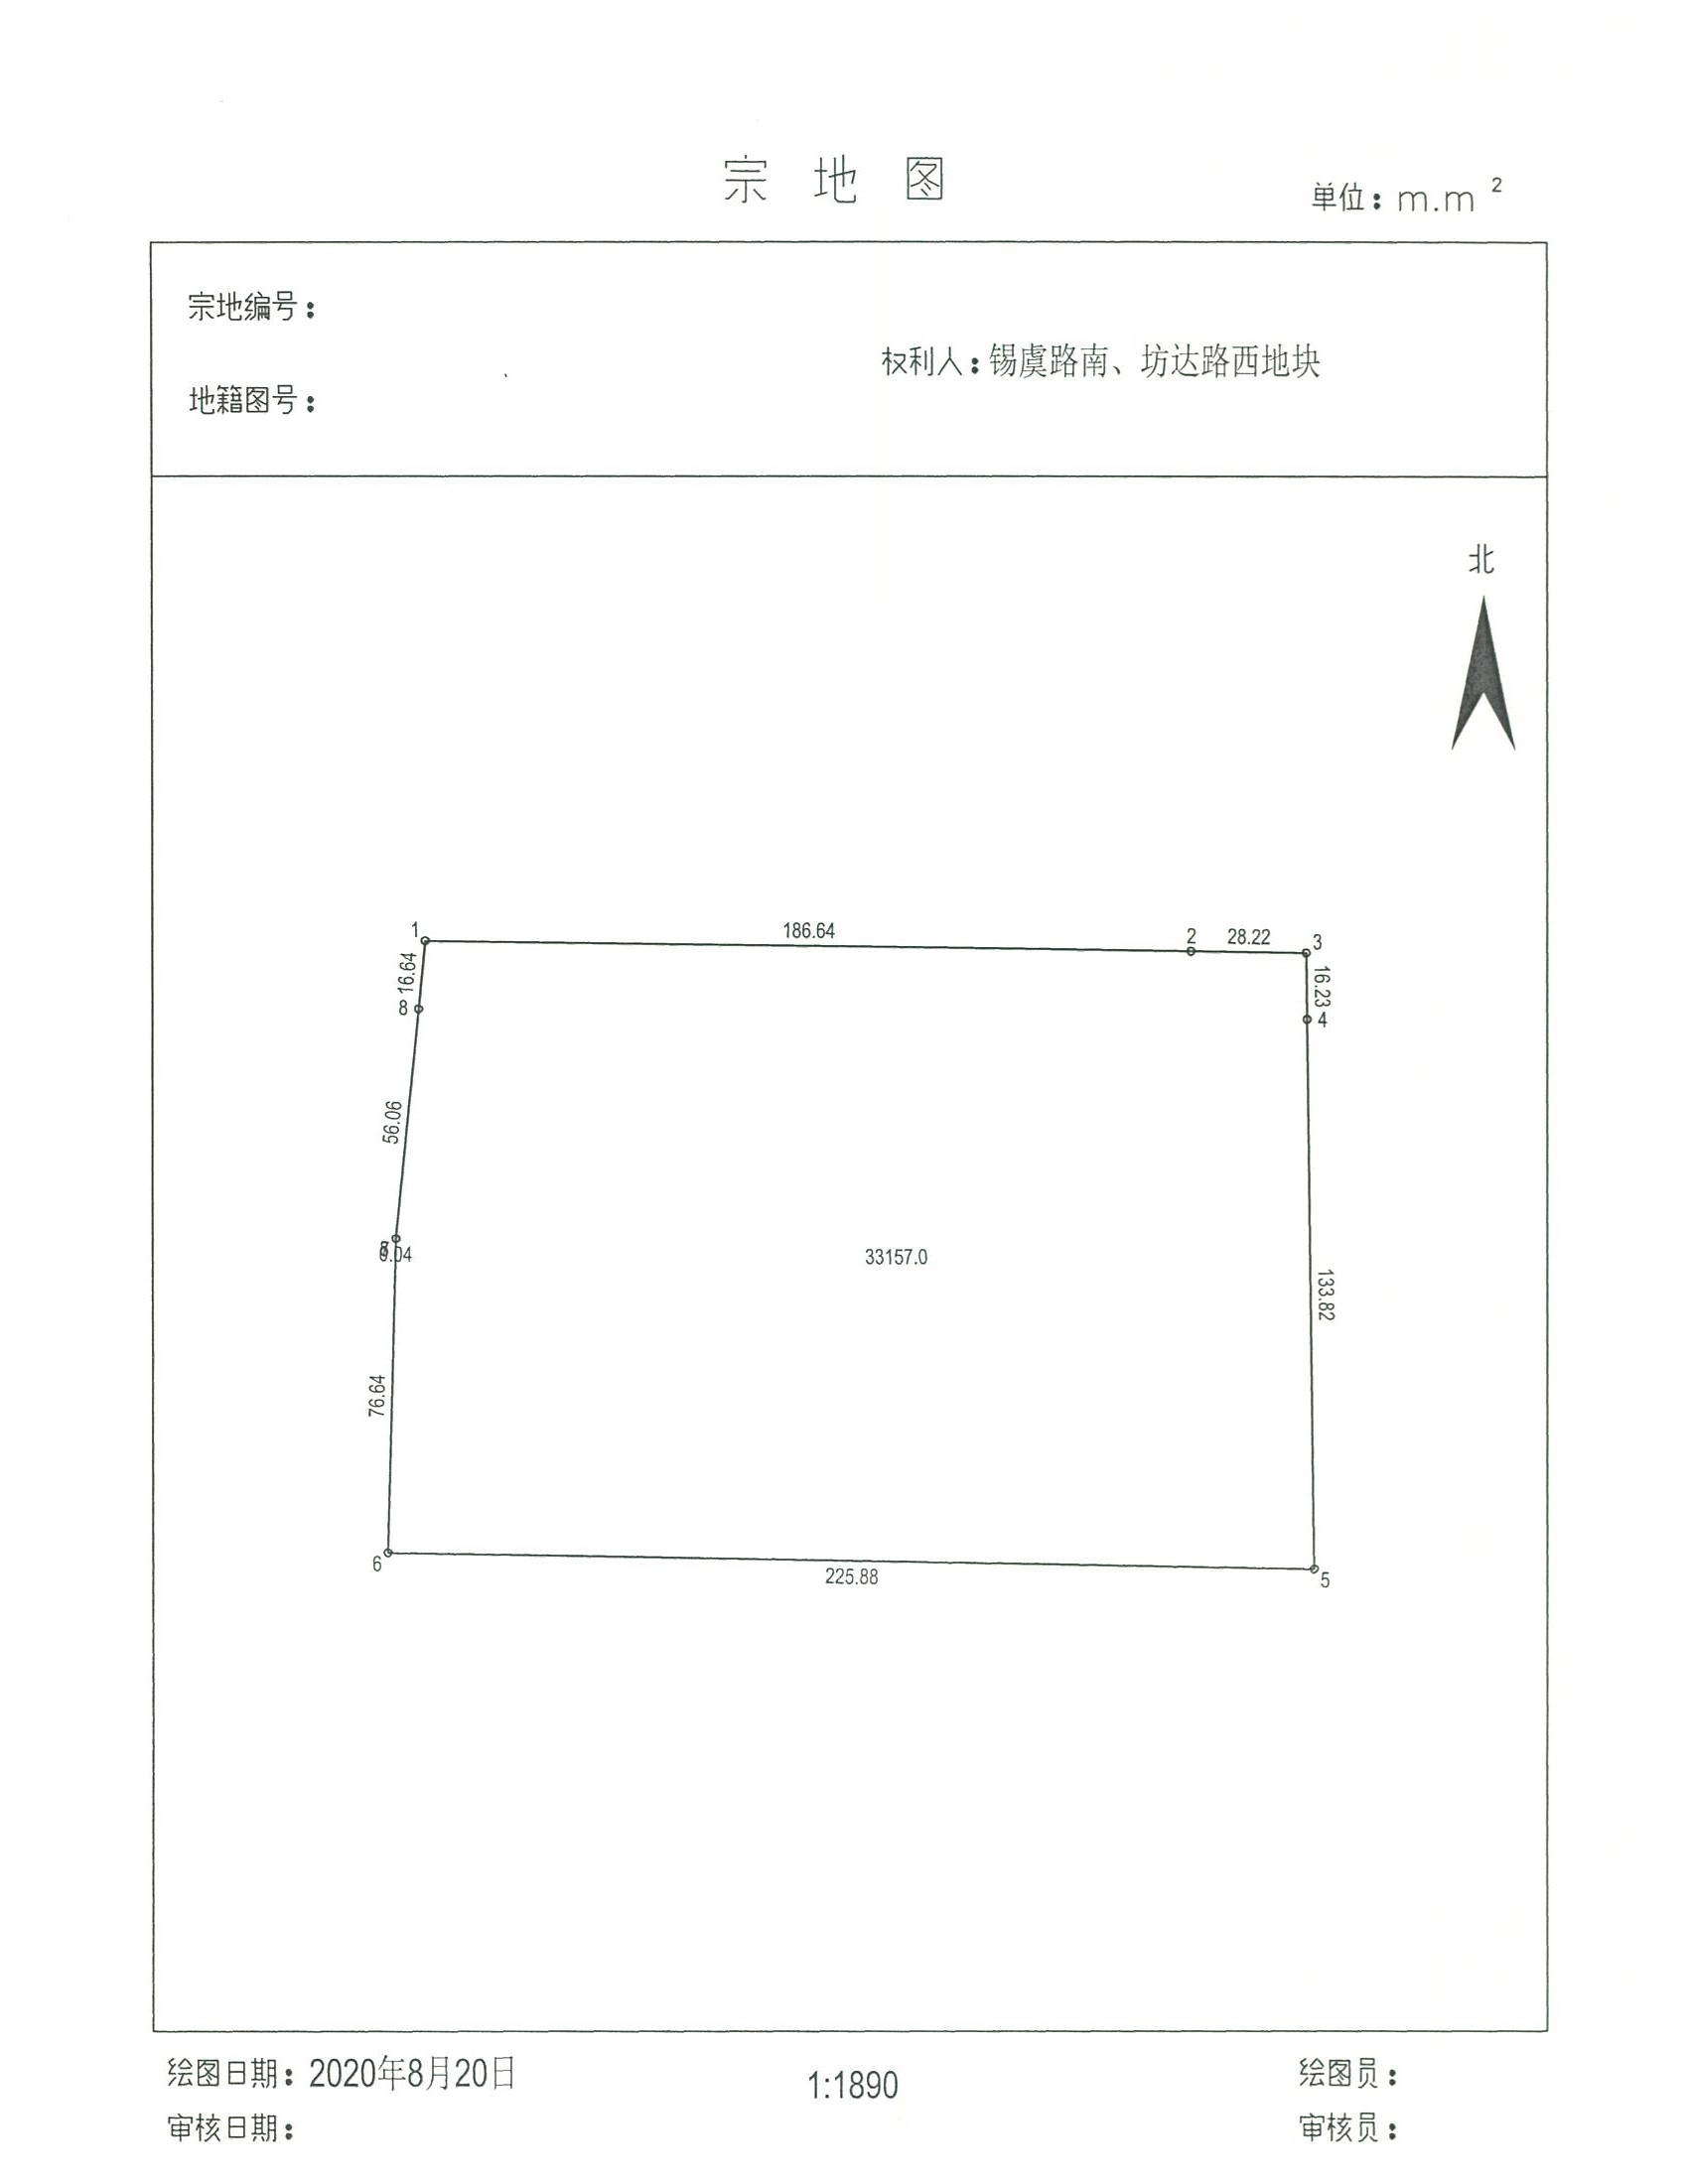 宗地图
单位：m.m²
宗地编号：
权利人：锡虞路南、坊达路西地块
地籍图号：
北
1
186.64
2
28.22
3
16.64
16.23
8
4
56.06
0.04
33157.0
133.82
76.64
6
225.88
5
绘图日期：2020年8月20日
1:1890
绘图员：
审核日期：
审核员：